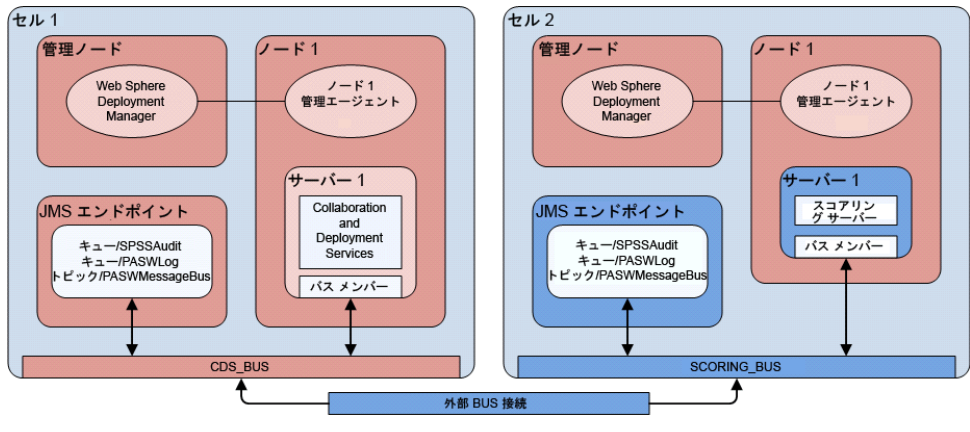 セル 1
管理ノード
Web Sphere
Deployment
Manager
ノード 1
ノード 1
管理エージェント
サーバー 1
Collaboration
and
Deployment
Services
バス メンバー
JMS エンドポイント
キュー/SPSSAudit
キュー/PASWLog
トピック/PASWMessageBus
CDS_BUS
セル 2
管理ノード
Web Sphere
Deployment
Manager
ノード 1
ノード 1
管理エージェント
サーバー 1
スコアリン
グ サーバー
バス メンバー
JMS エンドポイント
キュー/SPSSAudit
キュー/PASWLog
トピック/PASWMessageBus
SCORING_BUS
外部 BUS 接続